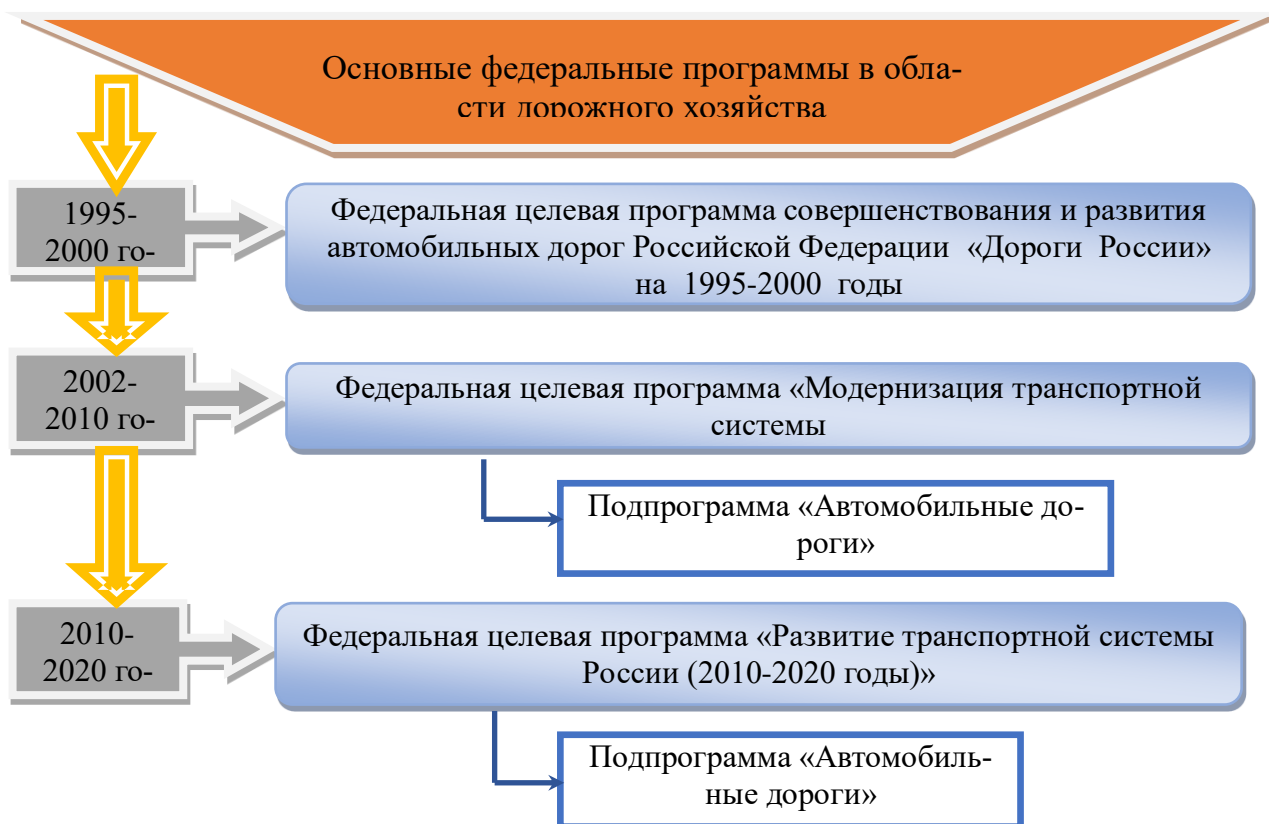 Основные федеральные программы в обла-
сти дорожного хозяйства
1995-
2000 го-
Федеральная целевая программа совершенствования и развития
автомобильных дорог Российской Федерации «Дороги России»
на 1995-2000 годы
2002-
2010 го-
Федеральная целевая программа «Модернизация транспортной
системы
Подпрограмма «Автомобильные до-
роги»
2010-
2020 го-
Федеральная целевая программа «Развитие транспортной системы
России (2010-2020 годы)»
Подпрограмма «Автомобиль-
ные дороги»